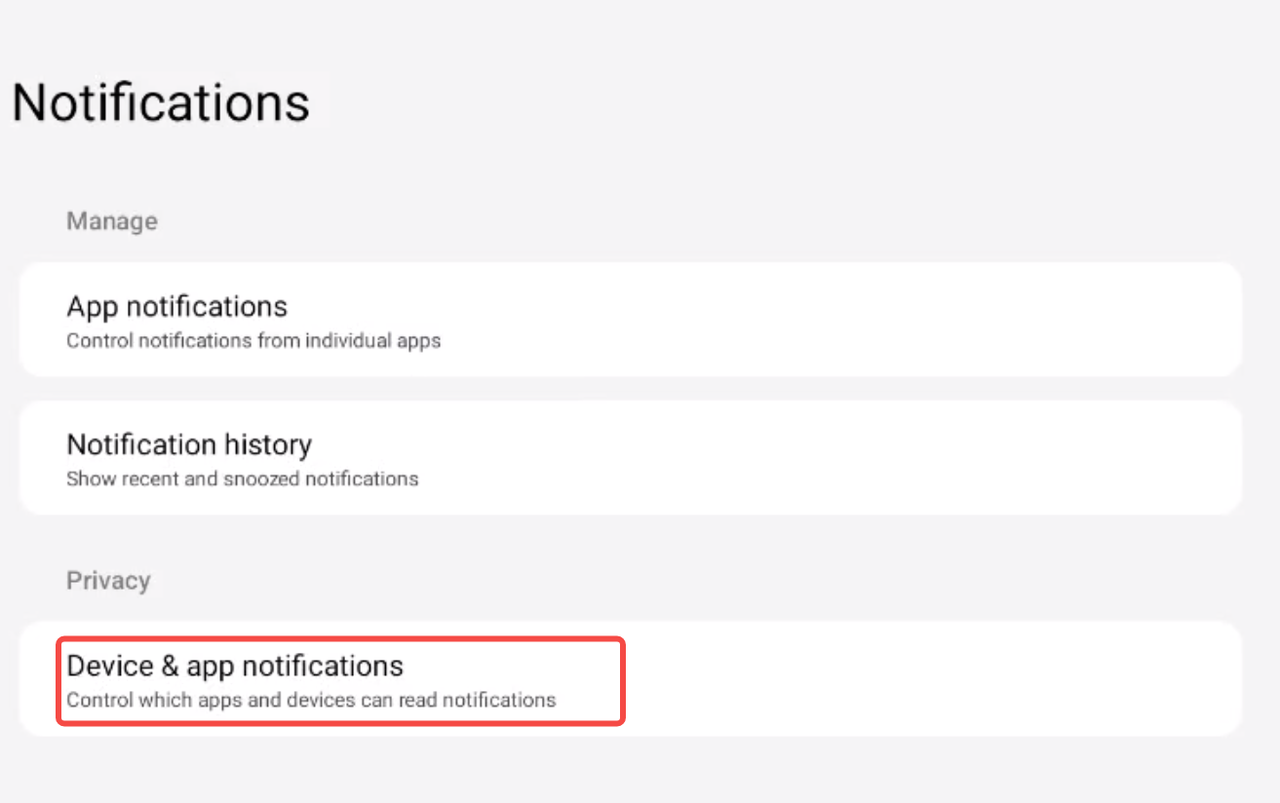 Notifications
Manage
App notifications
Control notifications from individual apps
Notification history
Show recent and snoozed notifications
Privacy
Device & app notifications
Control which apps and devices can read notifications